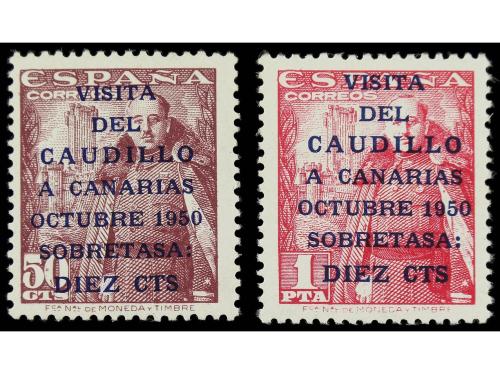 ESPAÑA
CORREOS
VISITA
DEL
CAUDILLO
A CANARIAS
OCTUBRE 1950
SOBRETASA:
DIEZ CTS
50
CTS
Fca Nal DE MONEDA Y TIMBRE
ESPAÑA
CORREOS
VISITA
DEL
CAUDILLO
A CANARIAS
OCTUBRE 1950
SOBRETASA:
DIEZ CTS
1
PTA
Fca Nal DE MONEDA Y TIMBRE